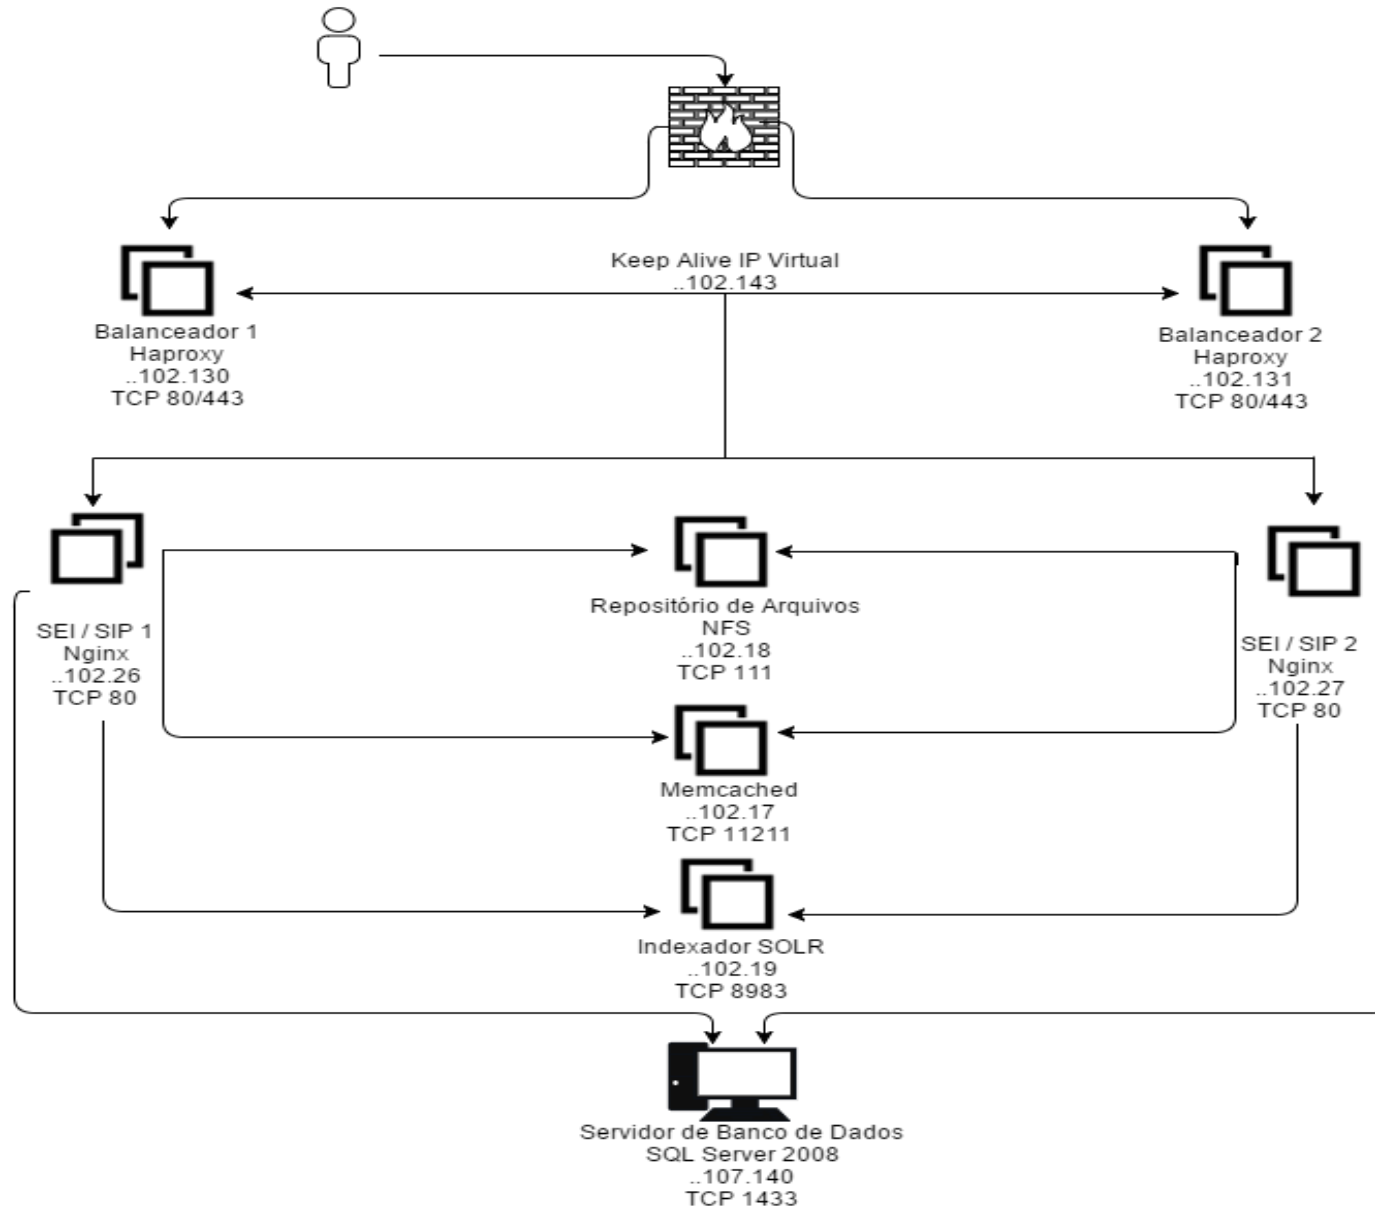 Keep Alive IP Virtual
..102.143
Balanceador 1
Haproxy
..102.130
TCP 80/443
Balanceador 2
Haproxy
..102.131
TCP 80/443
SEI / SIP 1
Nginx
..102.26
TCP 80
Repositório de Arquivos
NFS
..102.18
TCP 111
SEI / SIP 2
Nginx
..102.27
TCP 80
Memcached
..102.17
TCP 11211
Indexador SOLR
..102.19
TCP 8983
Servidor de Banco de Dados
SQL Server 2008
..107.140
TCP 1433